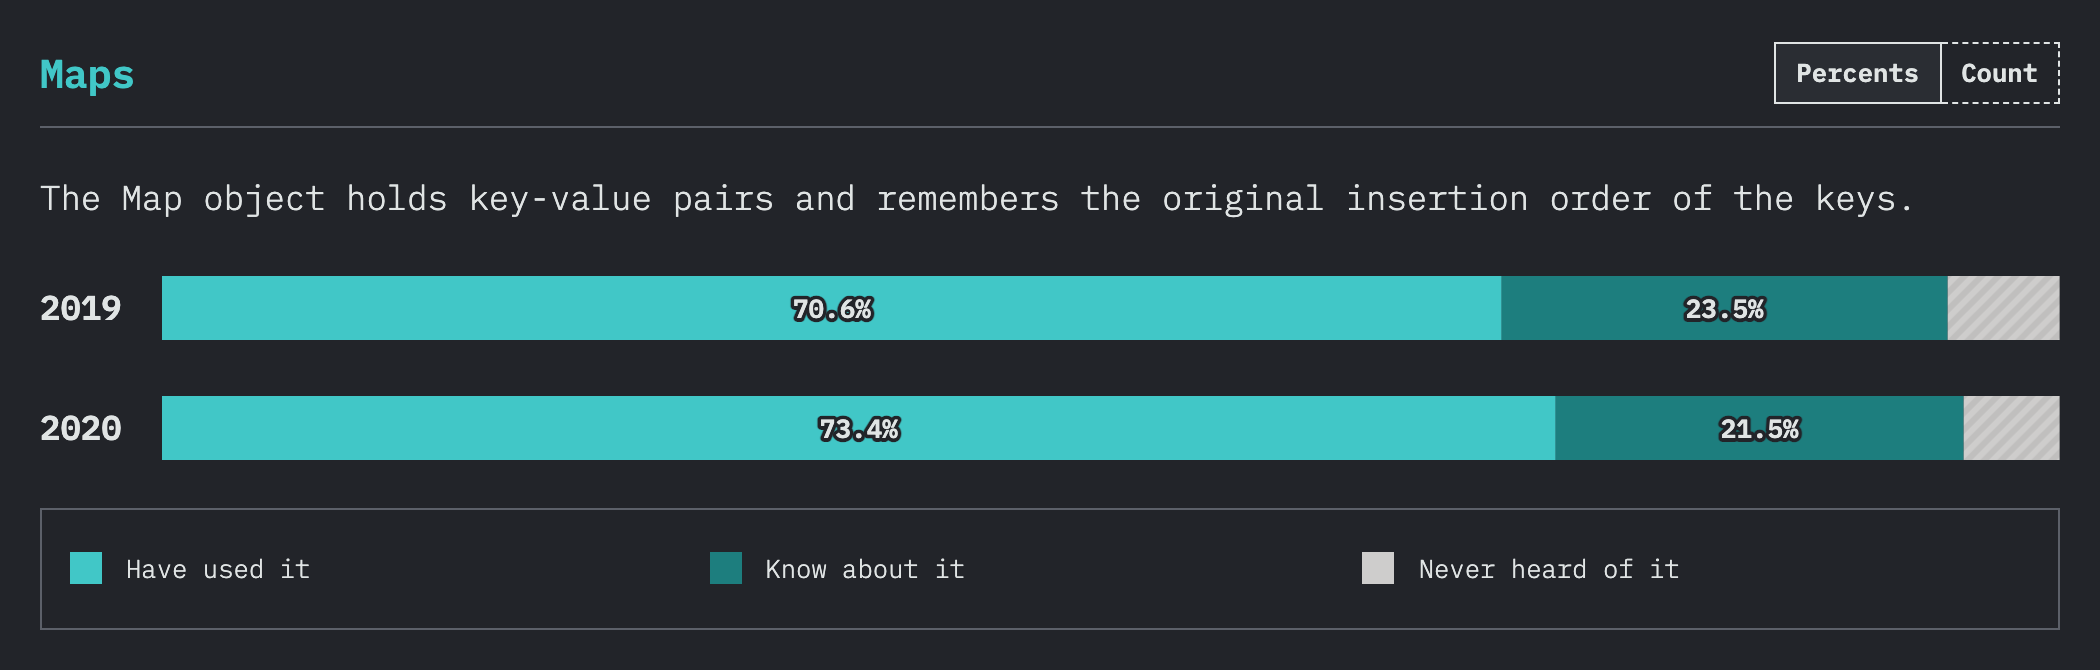 Maps
Percents Count
The Map object holds key-value pairs and remembers the original insertion order of the keys.
2019 70.6% 23.5%
2020 73.4% 21.5%
Have used it Know about it Never heard of it